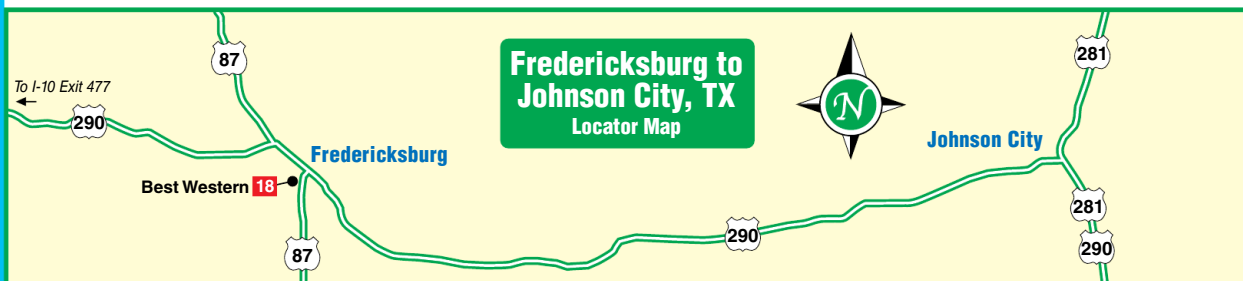 87
281
Fredericksburg to
Johnson City, TX
Locator Map
To I-10 Exit 477
290
N
Johnson City
Fredericksburg
Best Western 18
281
290
290
87